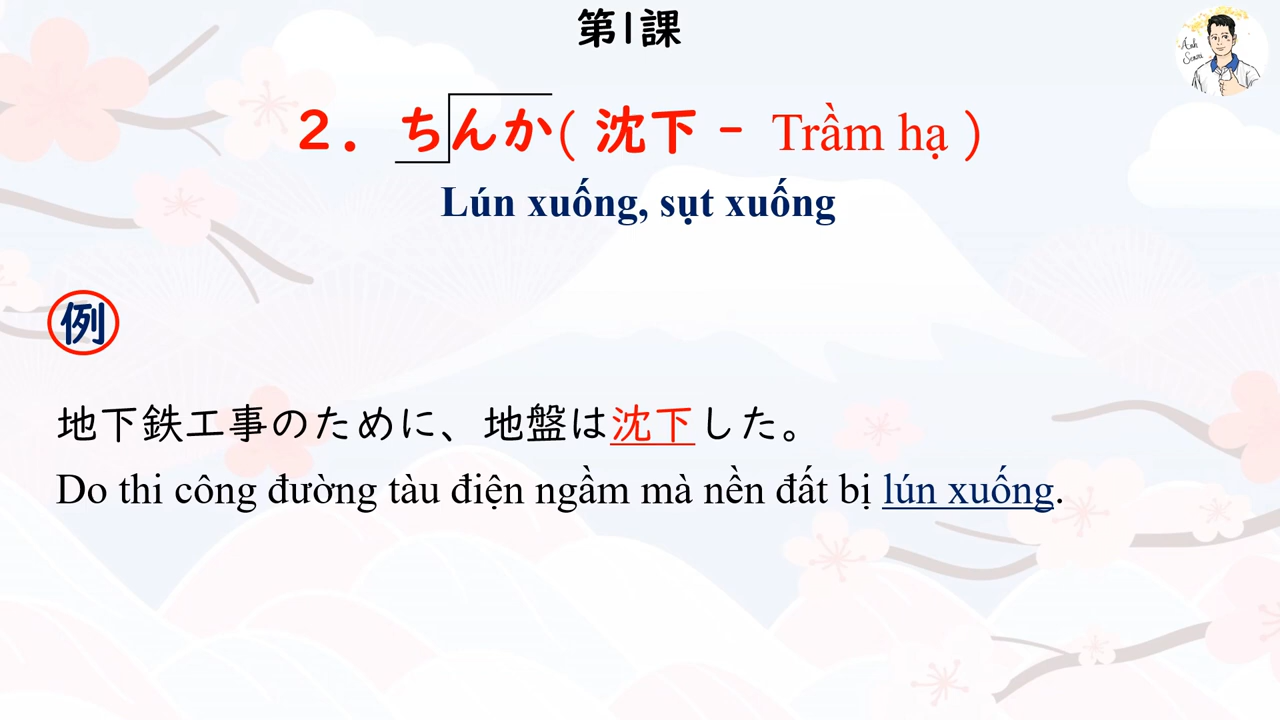 第1課
Ánh
Sensei
2. ちんか( 沈下 - Trầm hạ )
Lún xuống, sụt xuống
例
地下鉄工事のために、地盤は沈下した。
Do thi công đường tàu điện ngầm mà nền đất bị lún xuống.